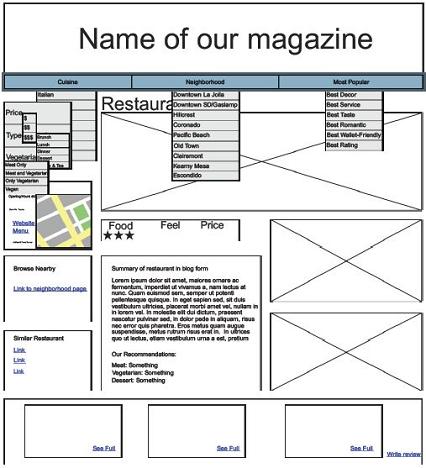 Name of our magazine
Cuisine
Neighborhood
Most Popular
Italian
Downtown La Jolla
Downtown SD/Gaslamp
Hillcrest
Coronado
Pacific Beach
Old Town
Clairemont
Kearny Mesa
Escondido
Best Decor
Best Service
Best Taste
Best Romantic
Best Wallet-Friendly
Best Rating
Restaura
Price
$
$$
$$$
Type
Brunch
Lunch
Dinner
Dessert
& Tea
Vegetaria
Meat Only
Meat and Vegetarian
Only Vegetarian
Vegan
Website
Menu
Food
Feel
Price
★★★
Browse Nearby
Link to neighborhood page
Similar Restaurant
Link
Link
Link
Summary of restaurant in blog form
Lorem ipsum dolor sit amet, maiores ornare ac
fermentum, imperdiet ut vivamus a, nam lectus at
nunc. Quam euismod sem, semper ut potenti
pellentesque quisque. In eget sapien sed, sit duis
vestibulum ultricies, placerat morbi amet vel, nullam in
in lorem vel. In molestie elit dui dictum, praesent
nascetur pulvinar sed, in dolor pede in aliquam, risus
nec error quis pharetra. Eros metus quam augue
suspendisse, metus rutrum risus erat in. In ultrices
quo ut lectus, etiam vestibulum urna a est, pretium
Our Recommendations:
Meat: Something
Vegetarian: Something
Dessert: Something
See Full
See Full
See Full
Write review